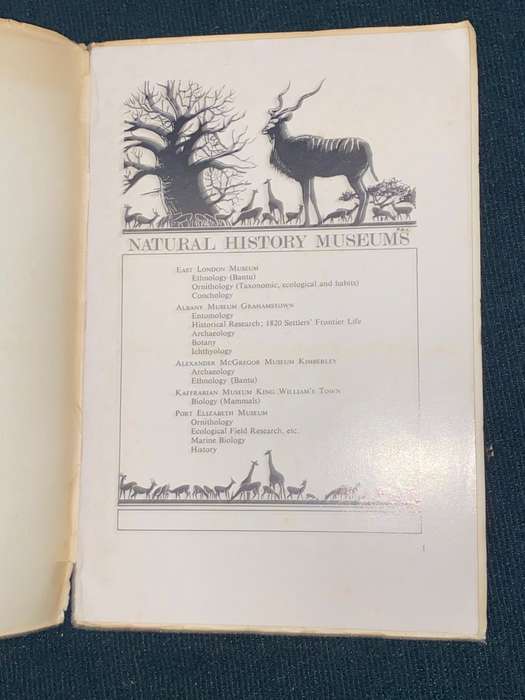 NATURAL HISTORY MUSEUMS
EAST LONDON MUSEUM
Ethnology (Bantu)
Ornithology (Taxonomic, ecological and habits)
Conchology
ALBANY MUSEUM GRAHAMSTOWN
Entomology
Historical Research; 1820 Settlers' Frontier Life
Archaeology
Botany
Ichthyology
ALEXANDER MCGREGOR MUSEUM KIMBERLEY
Archaeology
Ethnology (Bantu)
KAFFRARIAN MUSEUM KING WILLIAM'S TOWN
Biology (Mammals)
PORT ELIZABETH MUSEUM
Ornithology
Ecological Field Research, etc.
Marine Biology
History
1